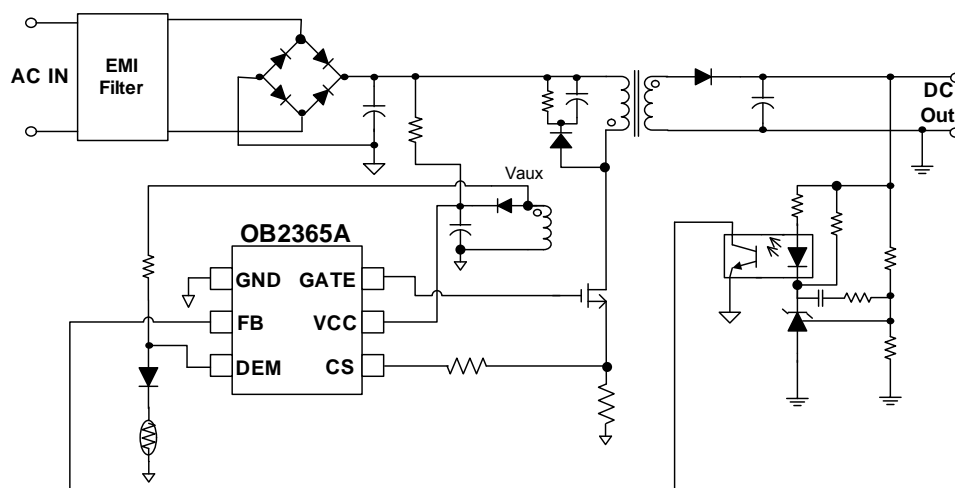 AC IN
EMI
Filter
DC
Out
Vaux
OB2365A
GND
GATE
FB
VCC
DEM
CS